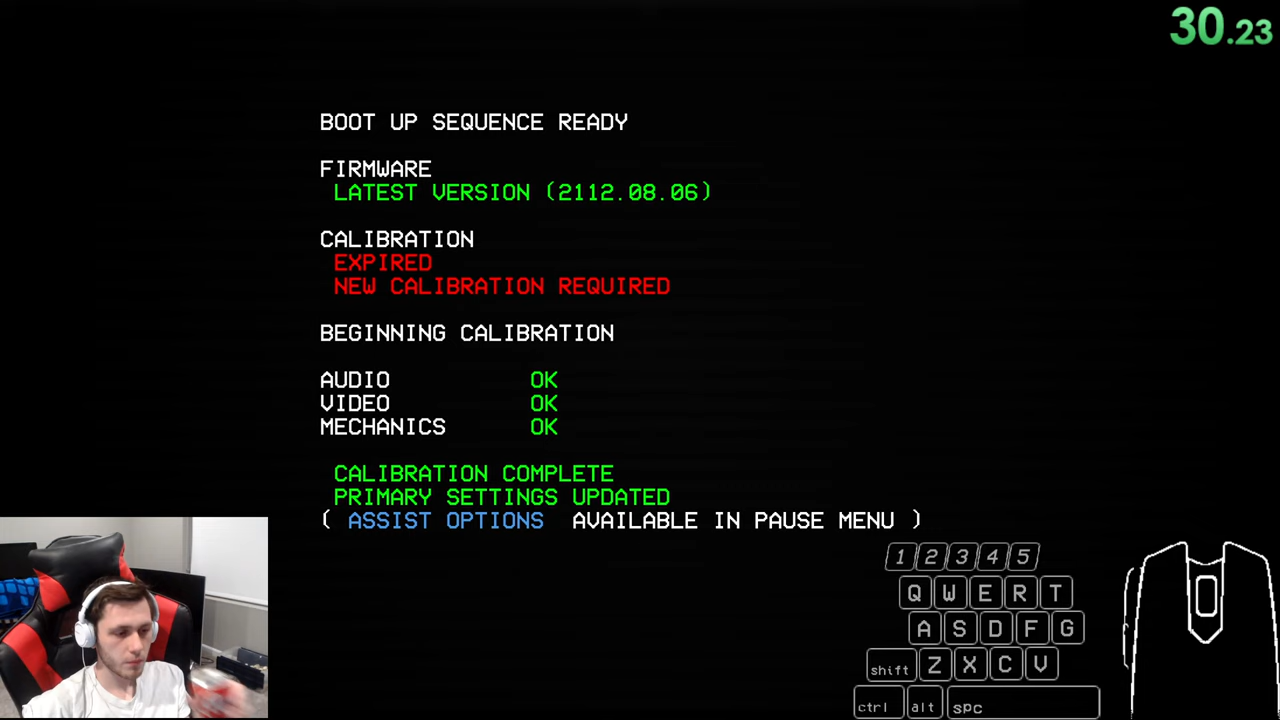 30.23
BOOT UP SEQUENCE READY
FIRMWARE
LATEST VERSION (2112.08.06)
CALIBRATION
EXPIRED
NEW CALIBRATION REQUIRED
BEGINNING CALIBRATION
AUDIO OK
VIDEO OK
MECHANICS OK
CALIBRATION COMPLETE
PRIMARY SETTINGS UPDATED
( ASSIST OPTIONS AVAILABLE IN PAUSE MENU )
1 2 3 4 5
Q W E R T
A S D F G
shift Z X C V
ctrl alt spc